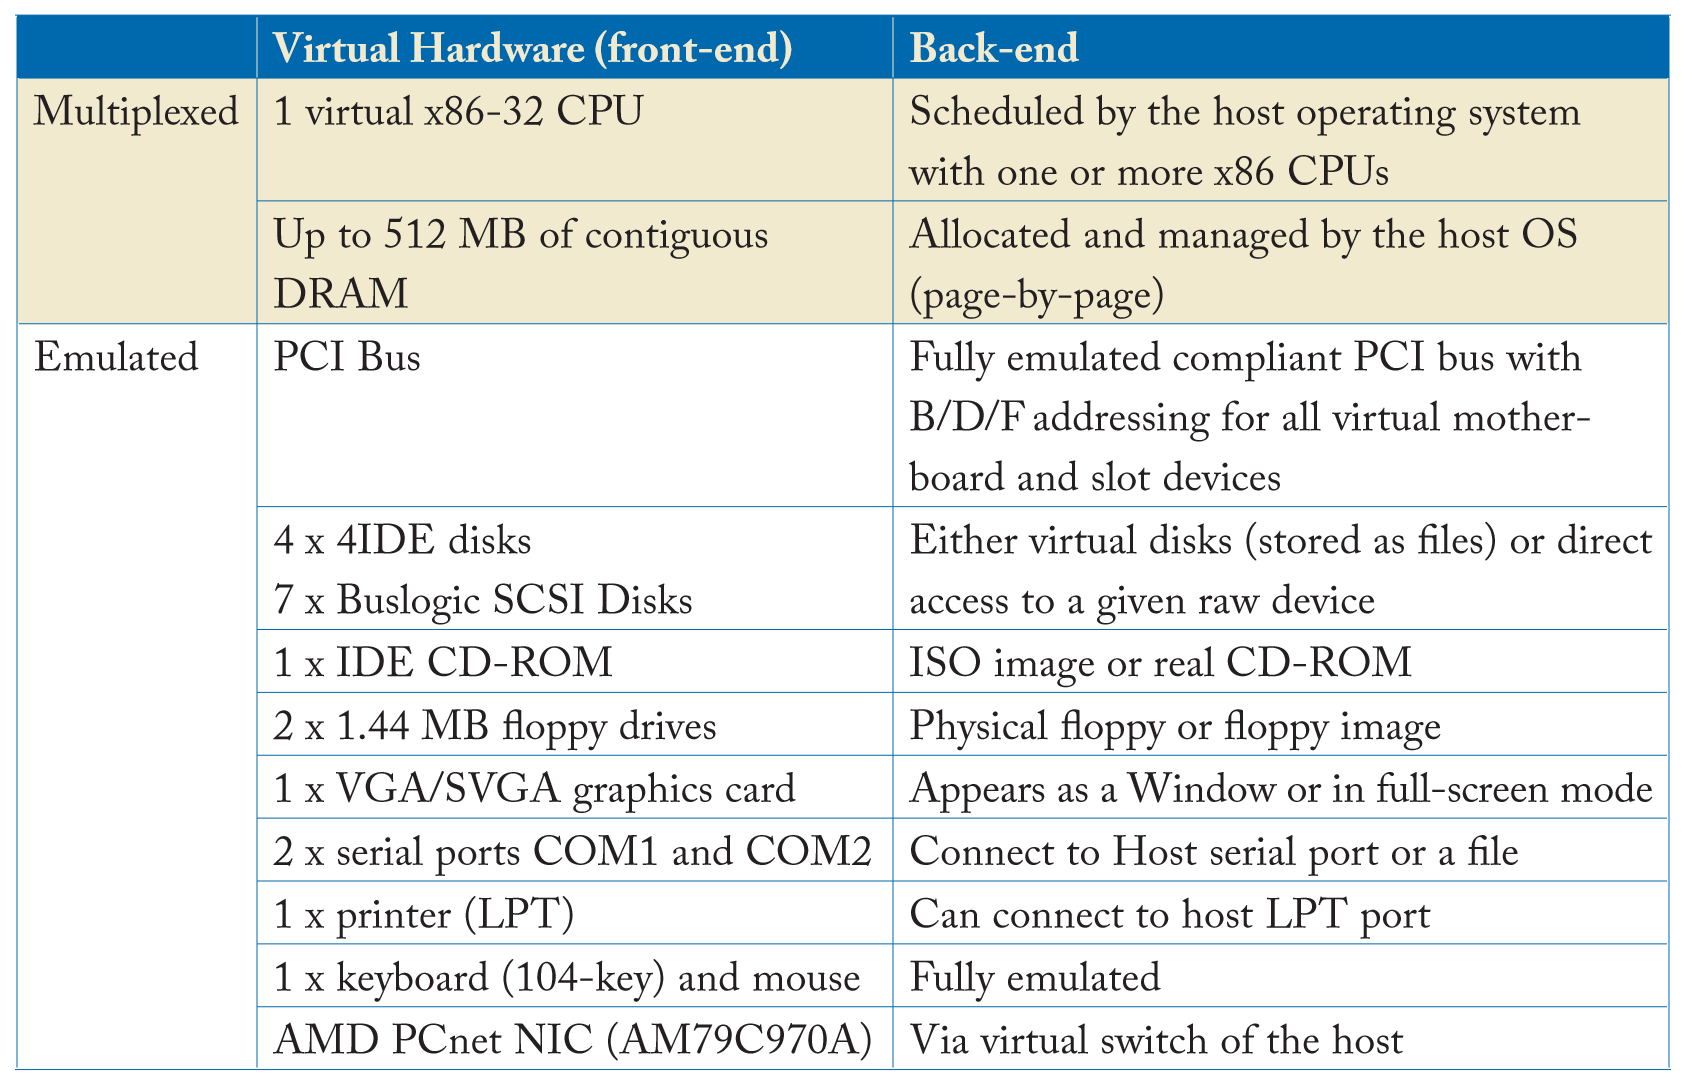 Virtual Hardware (front-end) Back-end
Multiplexed 1 virtual x86-32 CPU Scheduled by the host operating system
with one or more x86 CPUs
Up to 512 MB of contiguous Allocated and managed by the host OS
DRAM (page-by-page)
Emulated PCI Bus Fully emulated compliant PCI bus with
B/D/F addressing for all virtual mother-
board and slot devices
4 x 4IDE disks Either virtual disks (stored as files) or direct
7 x Buslogic SCSI Disks access to a given raw device
1 x IDE CD-ROM ISO image or real CD-ROM
2 x 1.44 MB floppy drives Physical floppy or floppy image
1 x VGA/SVGA graphics card Appears as a Window or in full-screen mode
2 x serial ports COM1 and COM2 Connect to Host serial port or a file
1 x printer (LPT) Can connect to host LPT port
1 x keyboard (104-key) and mouse Fully emulated
AMD PCnet NIC (AM79C970A) Via virtual switch of the host